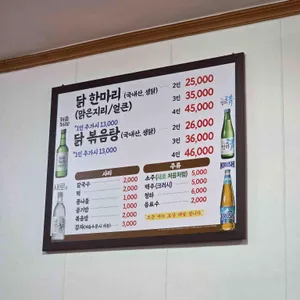 닭 한마리 (국내산, 생닭)
(맑은지리/얼큰)
*1인 추가시 13,000
2인 25,000
3인 35,000
4인 45,000
닭 볶음탕 (국내산, 생닭)
*1인 추가시 13,000
2인 26,000
3인 36,000
4인 46,000
사리
칼국수 2,000
떡 2,000
콩나물 1,000
공기밥 1,000
볶음밥 2,000
감자 3,000
주류
소주 5,000
맥주 5,000
청하 6,000
음료수 2,000